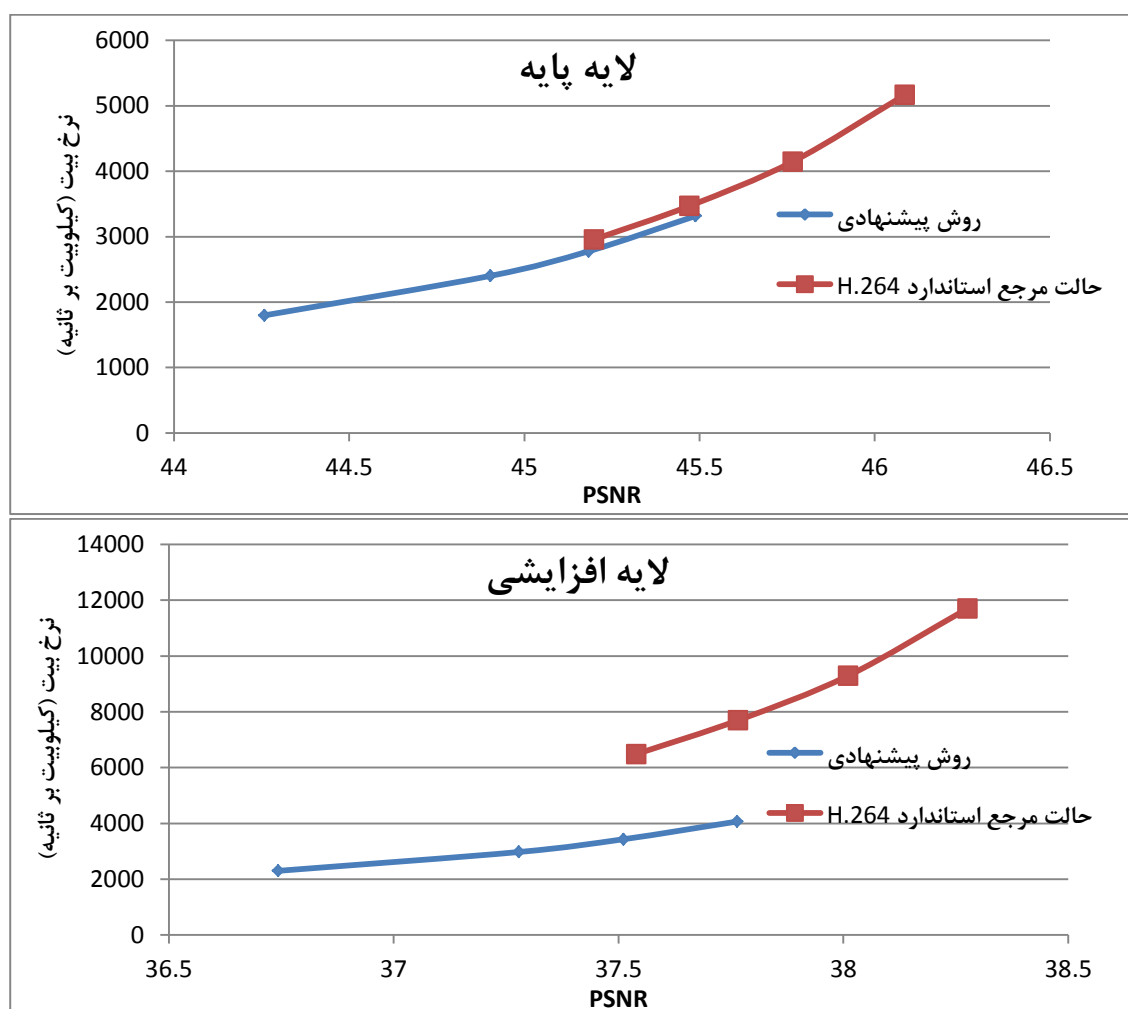 لایه پایه
6000
5000
4000
3000
2000
1000
0
نرخ بیت (کیلوبیت بر ثانیه)
روش پیشنهادی
حالت مرجع استاندارد H.264
44 44.5 45 45.5 46 46.5
PSNR
لایه افزایشی
14000
12000
10000
8000
6000
4000
2000
0
نرخ بیت (کیلوبیت بر ثانیه)
روش پیشنهادی
حالت مرجع استاندارد H.264
36.5 37 37.5 38 38.5
PSNR